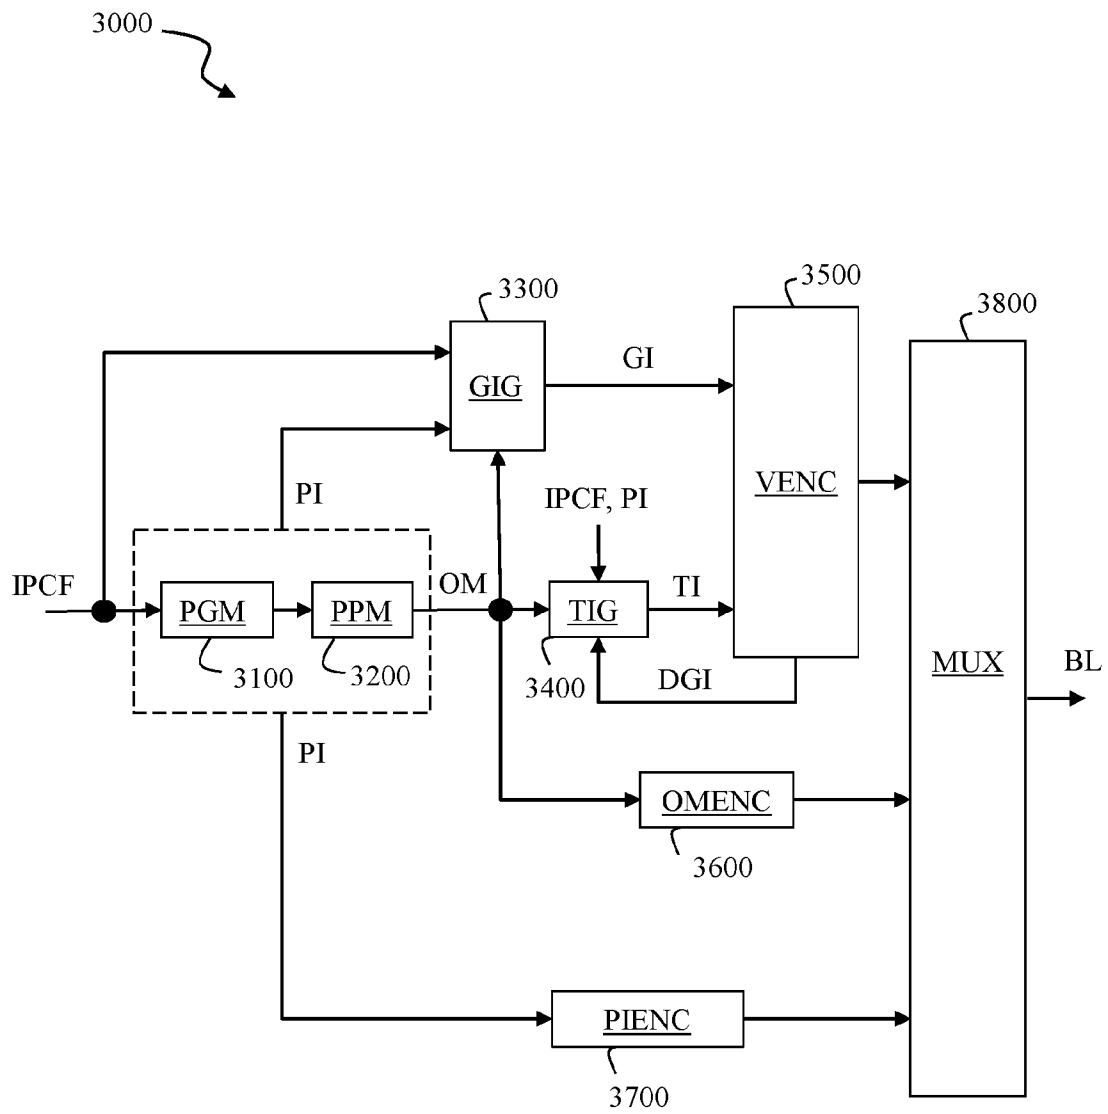 3000
3300
3500
3800
GIG
GI
PI
VENC
IPCF, PI
IPCF
PGM
PPM
OM
TIG
TI
3100
3200
3400
DGI
MUX
BL
PI
OMENC
3600
PIENC
3700